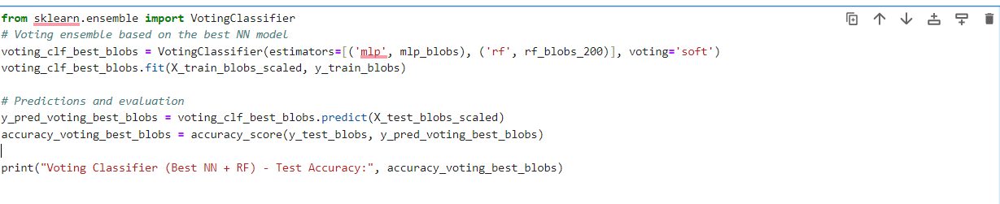 from sklearn.ensemble import VotingClassifier
# Voting ensemble based on the best NN model
voting_clf_best_blobs = VotingClassifier(estimators=[('mlp', mlp_blobs), ('rf', rf_blobs_200)], voting='soft')
voting_clf_best_blobs.fit(X_train_blobs_scaled, y_train_blobs)
# Predictions and evaluation
y_pred_voting_best_blobs = voting_clf_best_blobs.predict(X_test_blobs_scaled)
accuracy_voting_best_blobs = accuracy_score(y_test_blobs, y_pred_voting_best_blobs)
print("Voting Classifier (Best NN + RF) - Test Accuracy:", accuracy_voting_best_blobs)